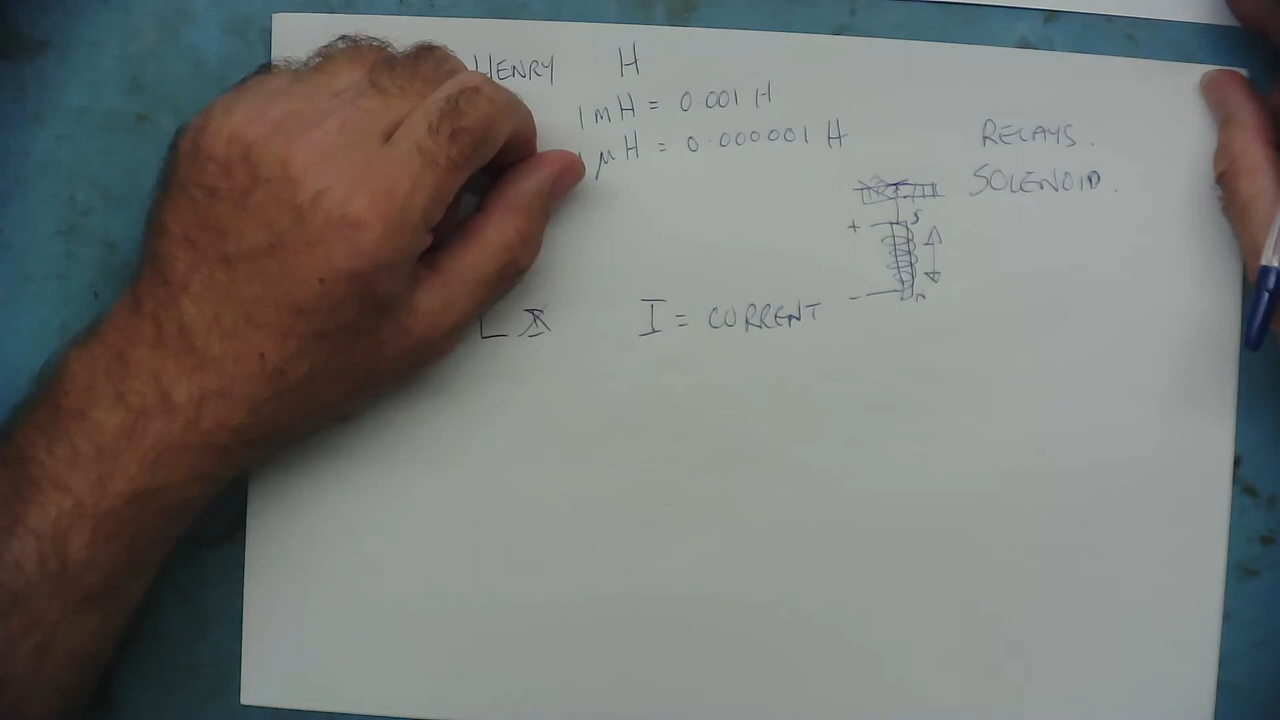 HENRY H
1 mH = 0.001 H
μH = 0.000001 H
RELAYS.
SOLENOID.
+ S
- n
L
I = CURRENT